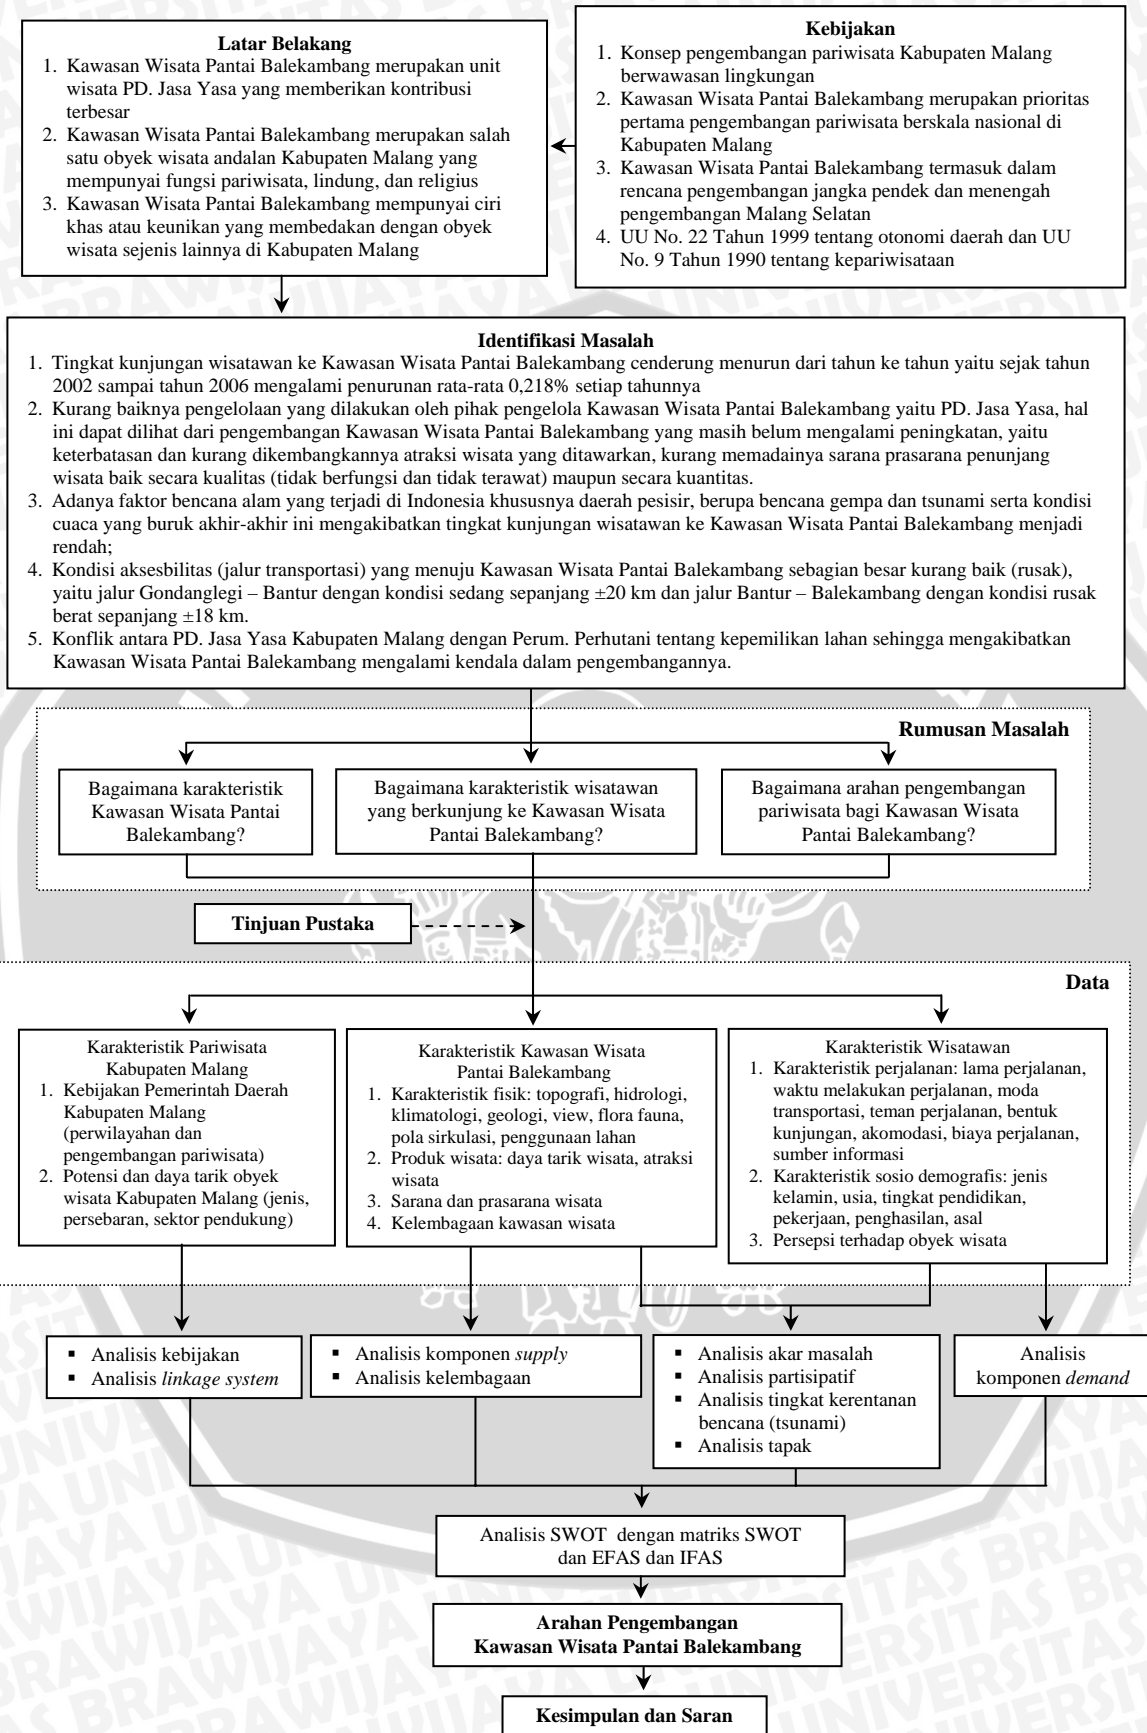 Latar Belakang
1. Kawasan Wisata Pantai Balekambang merupakan unit
wisata PD. Jasa Yasa yang memberikan kontribusi
terbesar
2. Kawasan Wisata Pantai Balekambang merupakan salah
satu obyek wisata andalan Kabupaten Malang yang
mempunyai fungsi pariwisata, lindung, dan religius
3. Kawasan Wisata Pantai Balekambang mempunyai ciri
khas atau keunikan yang membedakan dengan obyek
wisata sejenis lainnya di Kabupaten Malang
Kebijakan
1. Konsep pengembangan pariwisata Kabupaten Malang
berwawasan lingkungan
2. Kawasan Wisata Pantai Balekambang merupakan prioritas
pertama pengembangan pariwisata berskala nasional di
Kabupaten Malang
3. Kawasan Wisata Pantai Balekambang termasuk dalam
rencana pengembangan jangka pendek dan menengah
pengembangan Malang Selatan
4. UU No. 22 Tahun 1999 tentang otonomi daerah dan UU
No. 9 Tahun 1990 tentang kepariwisataan
Identifikasi Masalah
1. Tingkat kunjungan wisatawan ke Kawasan Wisata Pantai Balekambang cenderung menurun dari tahun ke tahun yaitu sejak tahun
2002 sampai tahun 2006 mengalami penurunan rata-rata 0,218% setiap tahunnya
2. Kurang baiknya pengelolaan yang dilakukan oleh pihak pengelola Kawasan Wisata Pantai Balekambang yaitu PD. Jasa Yasa, hal
ini dapat dilihat dari pengembangan Kawasan Wisata Pantai Balekambang yang masih belum mengalami peningkatan, yaitu
keterbatasan dan kurang dikembangkannya atraksi wisata yang ditawarkan, kurang memadainya sarana prasarana penunjang
wisata baik secara kualitas (tidak berfungsi dan tidak terawat) maupun secara kuantitas.
3. Adanya faktor bencana alam yang terjadi di Indonesia khususnya daerah pesisir, berupa bencana gempa dan tsunami serta kondisi
cuaca yang buruk akhir-akhir ini mengakibatkan tingkat kunjungan wisatawan ke Kawasan Wisata Pantai Balekambang menjadi
rendah;
4. Kondisi aksesbilitas (jalur transportasi) yang menuju Kawasan Wisata Pantai Balekambang sebagian besar kurang baik (rusak),
yaitu jalur Gondanglegi – Bantur dengan kondisi sedang sepanjang ±20 km dan jalur Bantur – Balekambang dengan kondisi rusak
berat sepanjang ±18 km.
5. Konflik antara PD. Jasa Yasa Kabupaten Malang dengan Perum. Perhutani tentang kepemilikan lahan sehingga mengakibatkan
Kawasan Wisata Pantai Balekambang mengalami kendala dalam pengembangannya.
Rumusan Masalah
Bagaimana karakteristik
Kawasan Wisata Pantai
Balekambang?
Bagaimana karakteristik wisatawan
yang berkunjung ke Kawasan Wisata
Pantai Balekambang?
Bagaimana arahan pengembangan
pariwisata bagi Kawasan Wisata
Pantai Balekambang?
Tinjuan Pustaka
Data
Karakteristik Pariwisata
Kabupaten Malang
1. Kebijakan Pemerintah Daerah
Kabupaten Malang
(perwilayahan dan
pengembangan pariwisata)
2. Potensi dan daya tarik obyek
wisata Kabupaten Malang (jenis,
persebaran, sektor pendukung)
Karakteristik Kawasan Wisata
Pantai Balekambang
1. Karakteristik fisik: topografi, hidrologi,
klimatologi, geologi, view, flora fauna,
pola sirkulasi, penggunaan lahan
2. Produk wisata: daya tarik wisata, atraksi
wisata
3. Sarana dan prasarana wisata
4. Kelembagaan kawasan wisata
Karakteristik Wisatawan
1. Karakteristik perjalanan: lama perjalanan,
waktu melakukan perjalanan, moda
transportasi, teman perjalanan, bentuk
kunjungan, akomodasi, biaya perjalanan,
sumber informasi
2. Karakteristik sosio demografis: jenis
kelamin, usia, tingkat pendidikan,
pekerjaan, penghasilan, asal
3. Persepsi terhadap obyek wisata
▪ Analisis kebijakan
▪ Analisis linkage system
▪ Analisis komponen supply
▪ Analisis kelembagaan
▪ Analisis akar masalah
▪ Analisis partisipatif
▪ Analisis tingkat kerentanan
bencana (tsunami)
▪ Analisis tapak
Analisis
komponen demand
Analisis SWOT dengan matriks SWOT
dan EFAS dan IFAS
Arahan Pengembangan
Kawasan Wisata Pantai Balekambang
Kesimpulan dan Saran